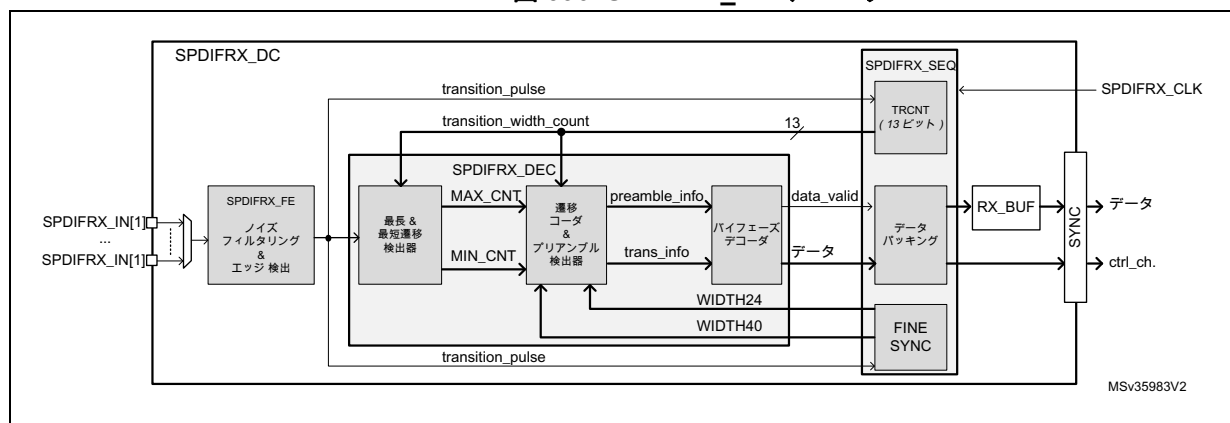 SPDIFRX_DC
SPDIFRX_SEQ
transition_pulse
TRCNT
(13ビット)
SPDIFRX_CLK
transition_width_count
13
SPDIFRX_DEC
SPDIFRX_FE
ノイズ
フィルタリング
&
エッジ 検出
SPDIFRX_IN[1]
...
SPDIFRX_IN[1]
最長 &
最短遷移
検出器
MAX_CNT
MIN_CNT
遷移
コーダ
&
プリアンブル
検出器
preamble_info
trans_info
バイフェーズ
デコーダ
data_valid
データ
データ
パッキング
RX_BUF
SYNC
データ
ctrl_ch.
WIDTH24
WIDTH40
FINE
SYNC
transition_pulse
MSv35983V2